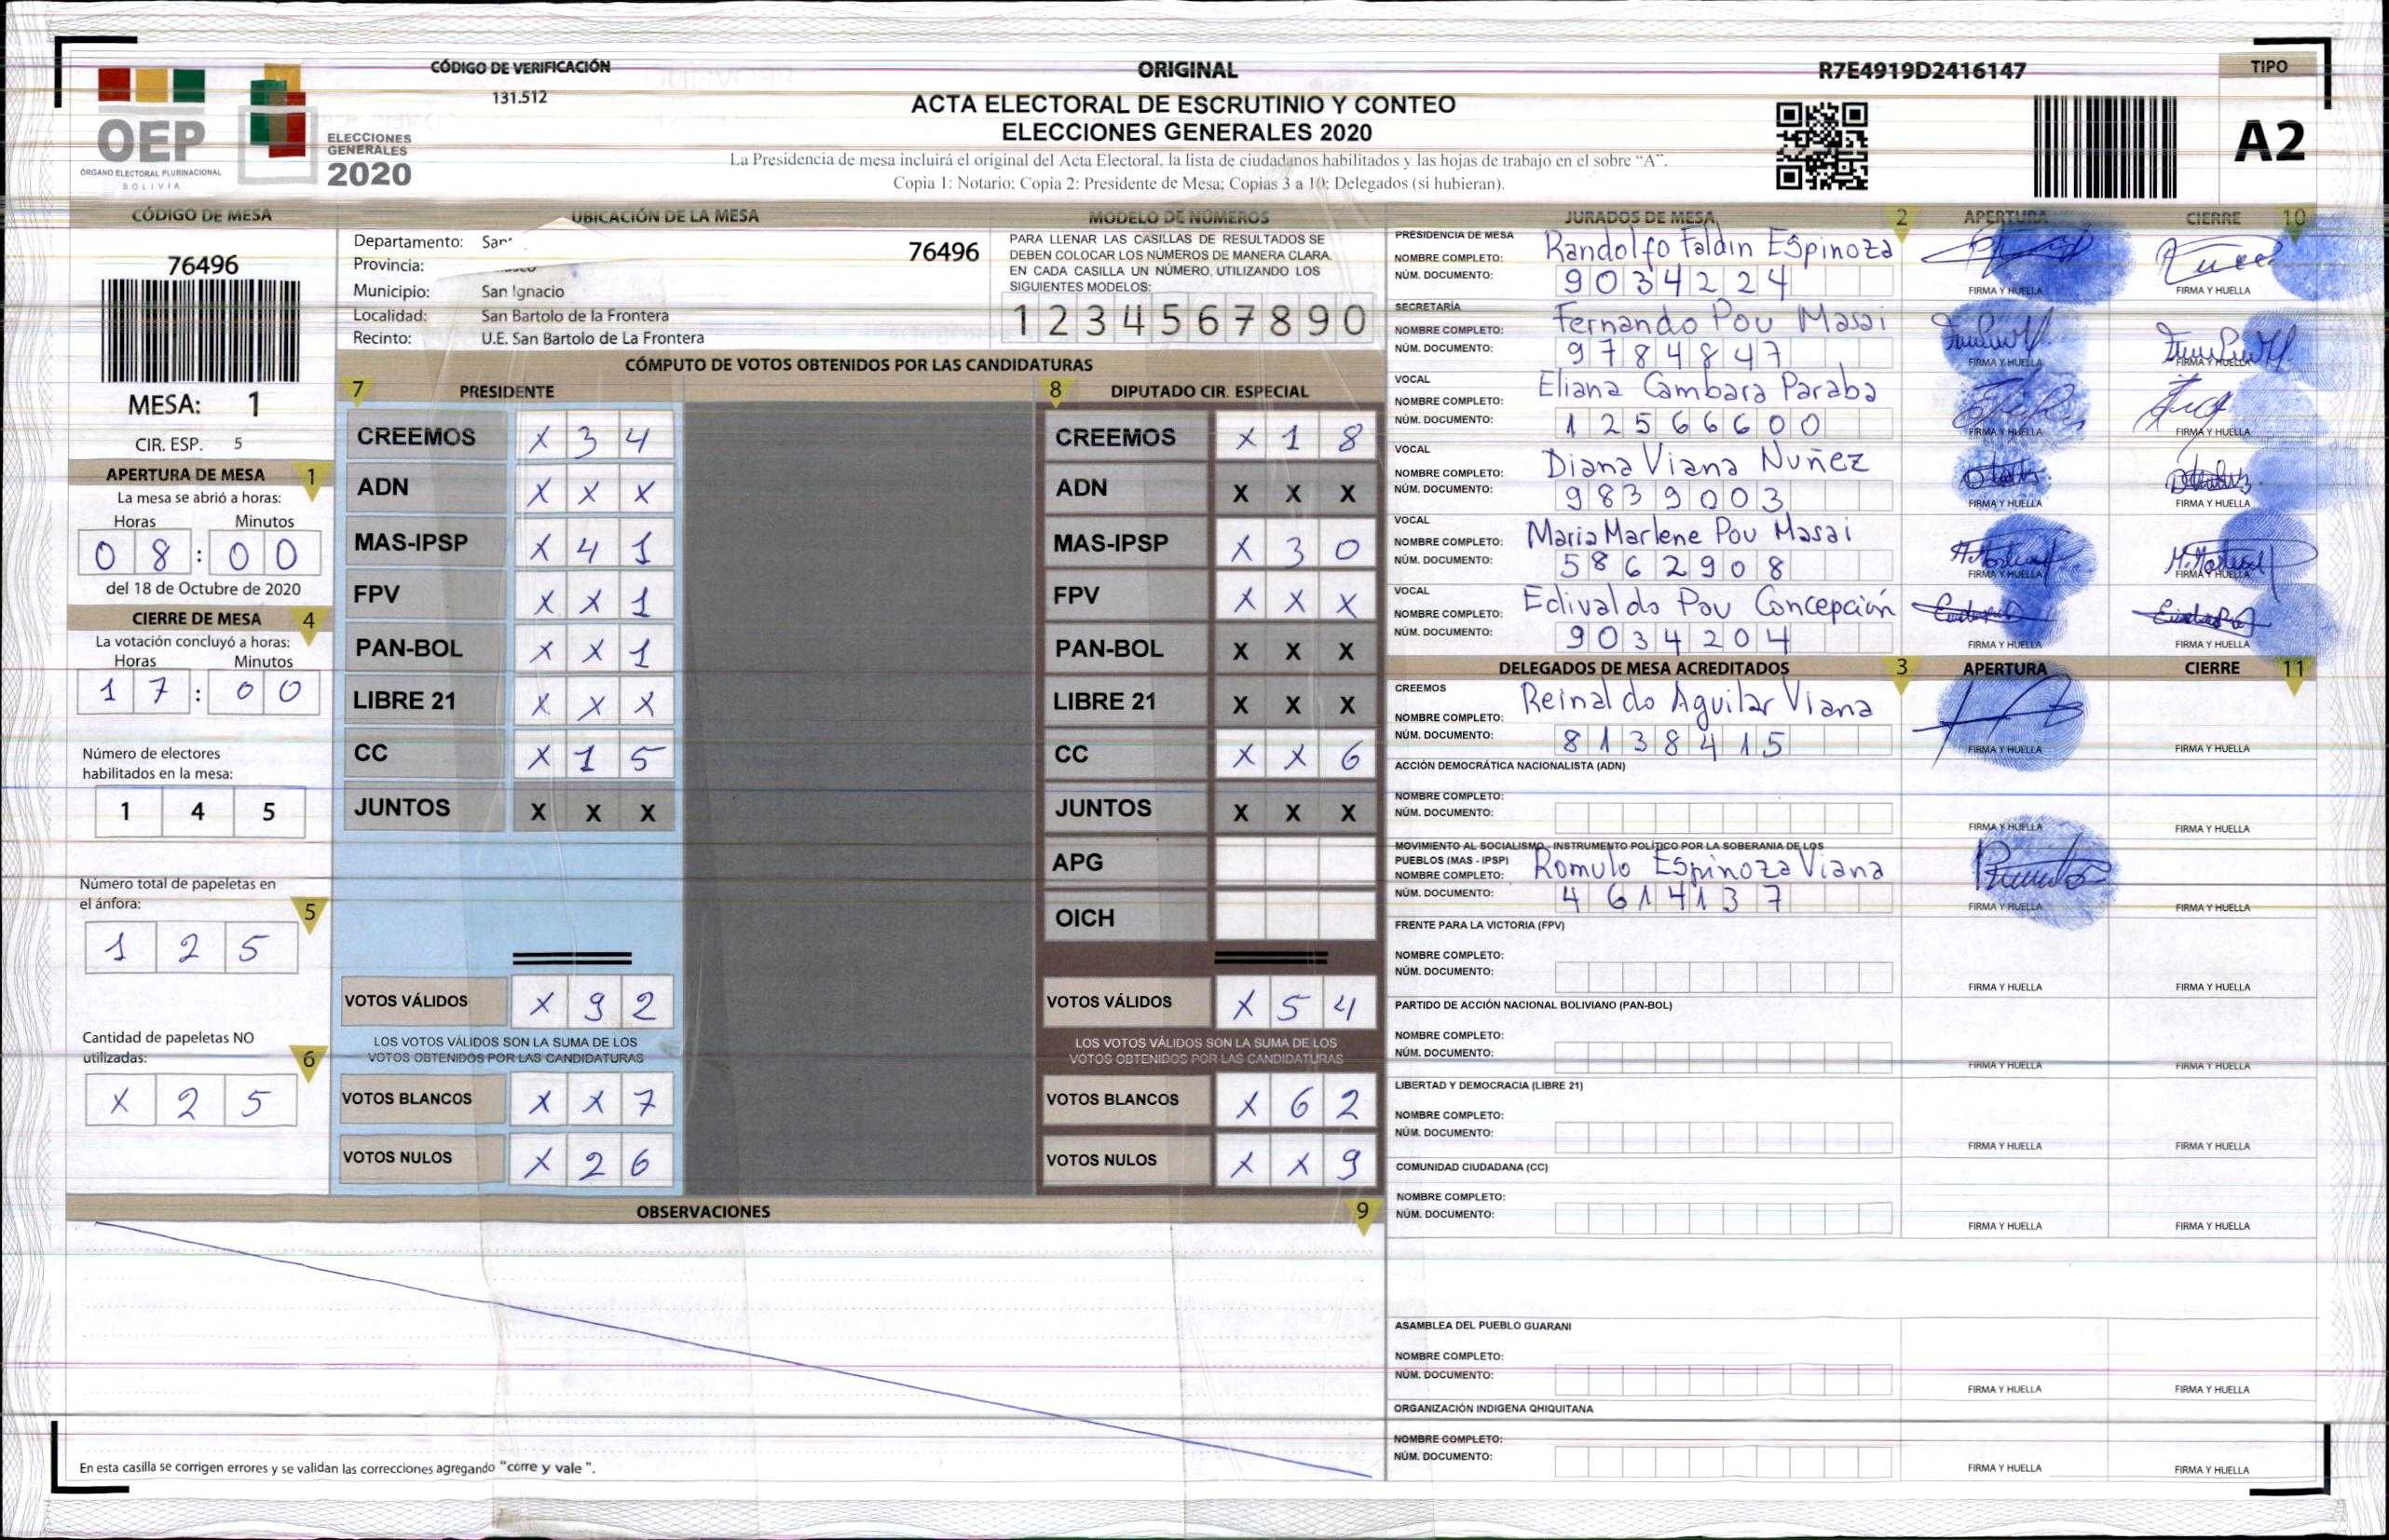 CÓDIGO DE VERIFICACIÓN
131.512
ORIGINAL
ACTA ELECTORAL DE ESCRUTINIO Y CONTEO
ELECCIONES GENERALES 2020
La Presidencia de mesa incluirá el original del Acta Electoral, la lista de ciudadanos habilitados y las hojas de trabajo en el sobre "A".
Copia 1: Notario; Copia 2: Presidente de Mesa; Copias 3 a 10: Delegados (si hubieran).
R7E4919D2416147
TIPO
A2
OEP
ÓRGANO ELECTORAL PLURINACIONAL
BOLIVIA
ELECCIONES
GENERALES
2020
CÓDIGO DE MESA
76496
MESA: 1
CIR. ESP. 5
APERTURA DE MESA 1
La mesa se abrió a horas:
Horas Minutos
0 8 : 0 0
del 18 de Octubre de 2020
CIERRE DE MESA 4
La votación concluyó a horas:
Horas Minutos
1 7 : 0 0
Número de electores
habilitados en la mesa:
1 4 5
Número total de papeletas en
el ánfora: 5
1 2 5
Cantidad de papeletas NO
utilizadas: 6
X 2 5
UBICACIÓN DE LA MESA
Departamento:
76496
Provincia:
Municipio: San Ignacio
Localidad: San Bartolo de la Frontera
Recinto: U.E. San Bartolo de La Frontera
MODELO DE NÚMEROS
PARA LLENAR LAS CASILLAS DE RESULTADOS SE
DEBEN COLOCAR LOS NÚMEROS DE MANERA CLARA.
EN CADA CASILLA UN NÚMERO, UTILIZANDO LOS
SIGUIENTES MODELOS:
1 2 3 4 5 6 7 8 9 0
CÓMPUTO DE VOTOS OBTENIDOS POR LAS CANDIDATURAS
7 PRESIDENTE
CREEMOS X 3 4
ADN X X X
MAS-IPSP X 4 1
FPV X X 1
PAN-BOL X X 1
LIBRE 21 X X X
CC X 1 5
JUNTOS X X X
VOTOS VÁLIDOS X 9 2
LOS VOTOS VÁLIDOS SON LA SUMA DE LOS
VOTOS OBTENIDOS POR LAS CANDIDATURAS
VOTOS BLANCOS X X 7
VOTOS NULOS X 2 6
8 DIPUTADO CIR. ESPECIAL
CREEMOS X 1 8
ADN X X X
MAS-IPSP X 3 0
FPV X X X
PAN-BOL X X X
LIBRE 21 X X X
CC X X 6
JUNTOS X X X
APG
OICH
VOTOS VÁLIDOS X 5 4
LOS VOTOS VÁLIDOS SON LA SUMA DE LOS
VOTOS OBTENIDOS POR LAS CANDIDATURAS
VOTOS BLANCOS X 6 2
VOTOS NULOS X X 9
OBSERVACIONES 9
En esta casilla se corrigen errores y se validan las correcciones agregando "corre y vale".
JURADOS DE MESA 2 APERTURA CIERRE 10
PRESIDENCIA DE MESA
NOMBRE COMPLETO: Randolfo Faldin Espinoza
NÚM. DOCUMENTO: 9034224
FIRMA Y HUELLA FIRMA Y HUELLA
SECRETARÍA
NOMBRE COMPLETO: Fernando Pou Masai
NÚM. DOCUMENTO: 9784847
FIRMA Y HUELLA FIRMA Y HUELLA
VOCAL
NOMBRE COMPLETO: Eliana Cambara Paraba
NÚM. DOCUMENTO: 12566600
FIRMA Y HUELLA FIRMA Y HUELLA
VOCAL
NOMBRE COMPLETO: Diana Viana Nuñez
NÚM. DOCUMENTO: 9839003
FIRMA Y HUELLA FIRMA Y HUELLA
VOCAL
NOMBRE COMPLETO: Maria Marlene Pou Masai
NÚM. DOCUMENTO: 5862908
FIRMA Y HUELLA FIRMA Y HUELLA
VOCAL
NOMBRE COMPLETO: Edivaldo Pou Concepción
NÚM. DOCUMENTO: 9034204
FIRMA Y HUELLA FIRMA Y HUELLA
DELEGADOS DE MESA ACREDITADOS 3 APERTURA CIERRE 11
CREEMOS
NOMBRE COMPLETO: Reinaldo Aguilar Viana
NÚM. DOCUMENTO: 8138415
FIRMA Y HUELLA FIRMA Y HUELLA
ACCIÓN DEMOCRÁTICA NACIONALISTA (ADN)
NOMBRE COMPLETO:
NÚM. DOCUMENTO:
FIRMA Y HUELLA FIRMA Y HUELLA
MOVIMIENTO AL SOCIALISMO - INSTRUMENTO POLÍTICO POR LA SOBERANIA DE LOS
PUEBLOS (MAS - IPSP)
NOMBRE COMPLETO: Romulo Espinoza Viana
NÚM. DOCUMENTO: 4614137
FIRMA Y HUELLA FIRMA Y HUELLA
FRENTE PARA LA VICTORIA (FPV)
NOMBRE COMPLETO:
NÚM. DOCUMENTO:
FIRMA Y HUELLA FIRMA Y HUELLA
PARTIDO DE ACCIÓN NACIONAL BOLIVIANO (PAN-BOL)
NOMBRE COMPLETO:
NÚM. DOCUMENTO:
FIRMA Y HUELLA FIRMA Y HUELLA
LIBERTAD Y DEMOCRACIA (LIBRE 21)
NOMBRE COMPLETO:
NÚM. DOCUMENTO:
FIRMA Y HUELLA FIRMA Y HUELLA
COMUNIDAD CIUDADANA (CC)
NOMBRE COMPLETO:
NÚM. DOCUMENTO:
FIRMA Y HUELLA FIRMA Y HUELLA
ASAMBLEA DEL PUEBLO GUARANI
NOMBRE COMPLETO:
NÚM. DOCUMENTO:
FIRMA Y HUELLA FIRMA Y HUELLA
ORGANIZACIÓN INDIGENA QHIQUITANA
NOMBRE COMPLETO:
NÚM. DOCUMENTO:
FIRMA Y HUELLA FIRMA Y HUELLA